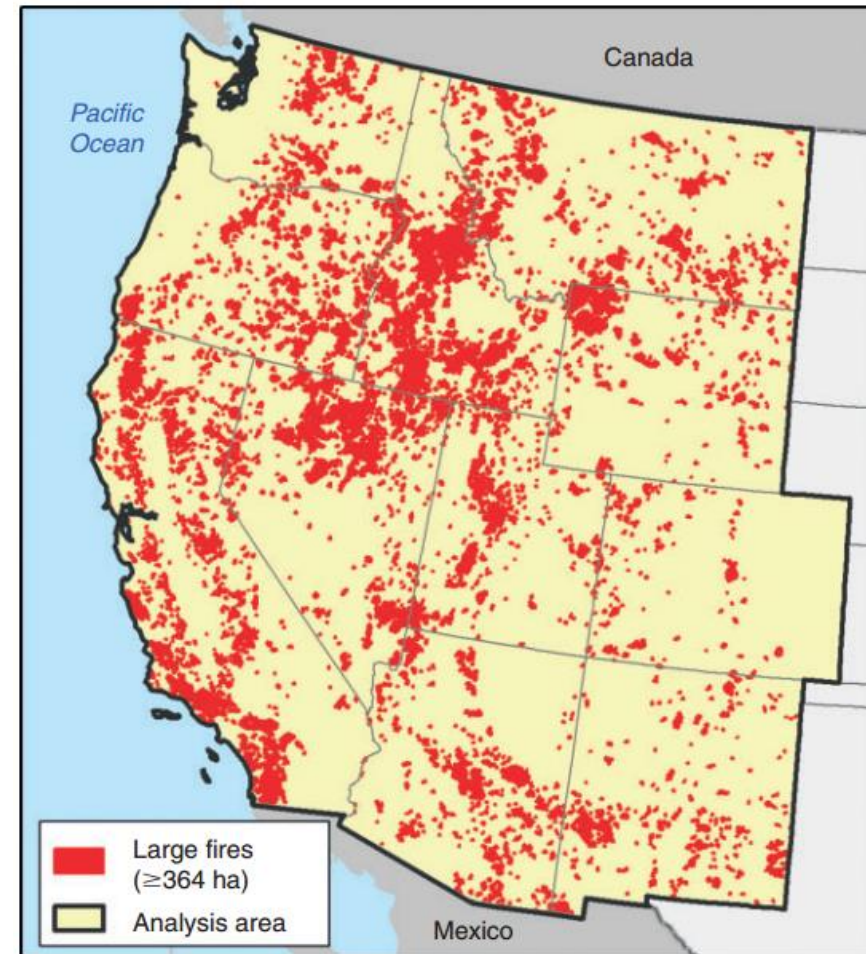 Canada
Pacific
Ocean
Large fires
(≥364 ha)
Analysis area
Mexico